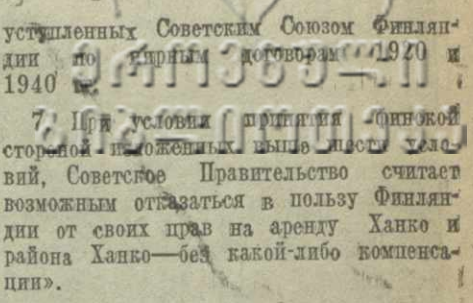 уступленных Советским Союзом Финлян-
дии по мирным договорам 1920 и
1940 гг.
7. При условии принятия финской
стороной изложенных выше шести усло-
вий, Советское Правительство считает
возможным отказаться в пользу Финлян-
дии от своих прав на аренду Ханко и
района Ханко—без какой-либо компенса-
ции».